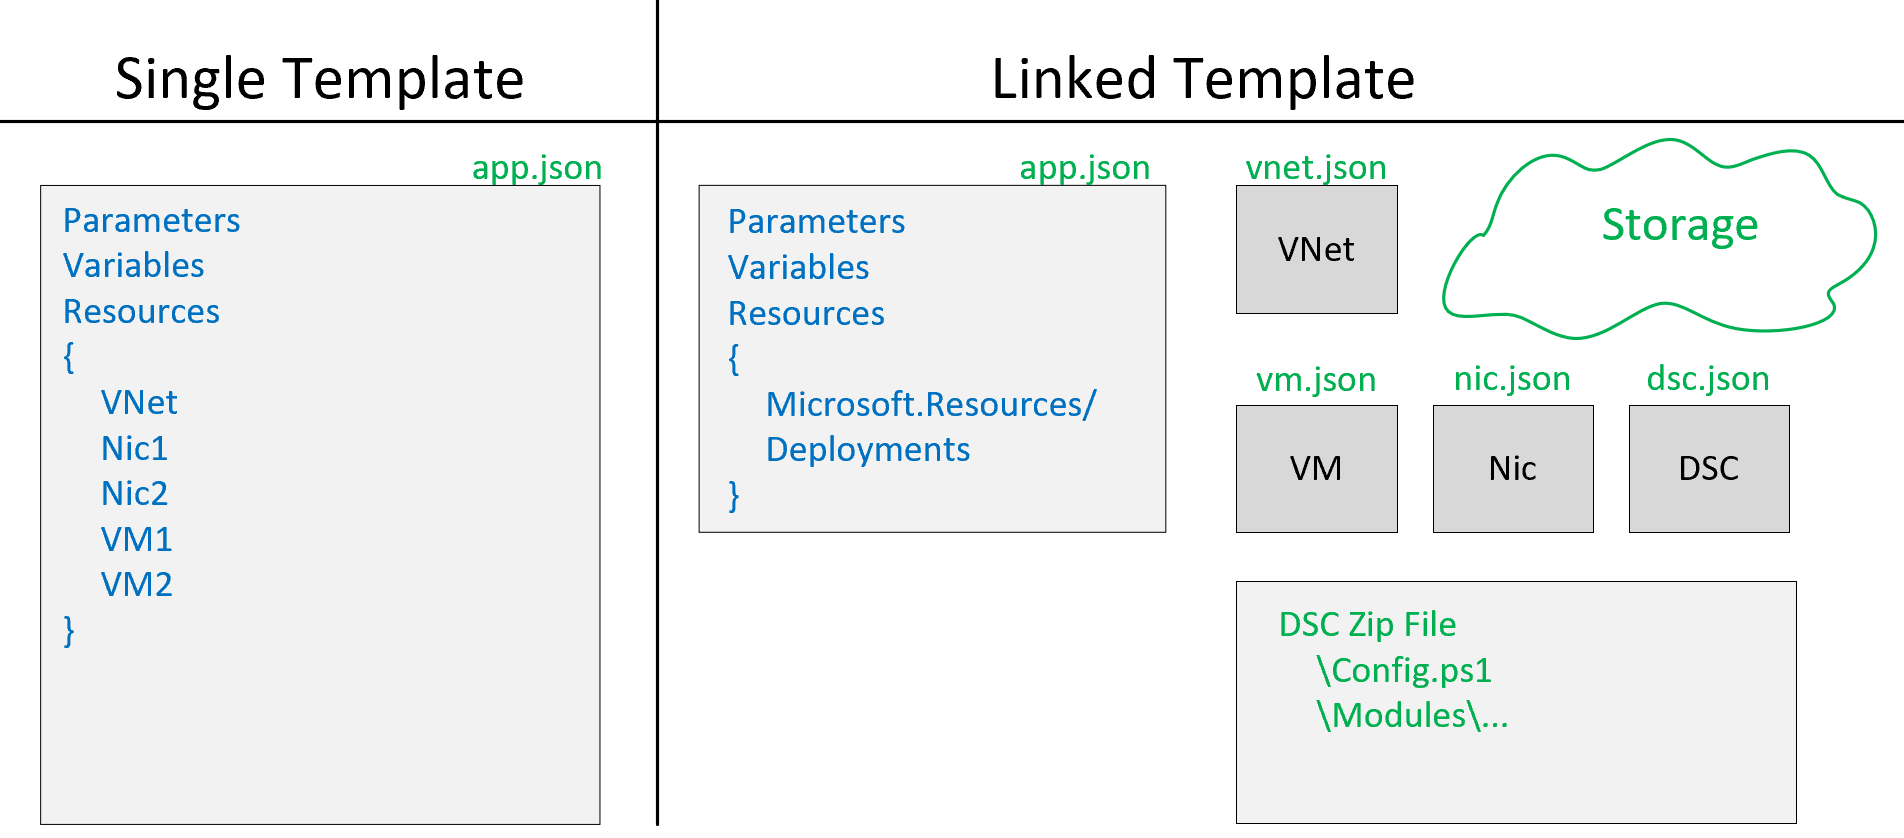 Single Template
Linked Template
app.json
Parameters
Variables
Resources
{
VNet
Nic1
Nic2
VM1
VM2
}
app.json
Parameters
Variables
Resources
{
Microsoft.Resources/
Deployments
}
vnet.json
VNet
Storage
vm.json
VM
nic.json
Nic
dsc.json
DSC
DSC Zip File
\Config.ps1
\Modules\...